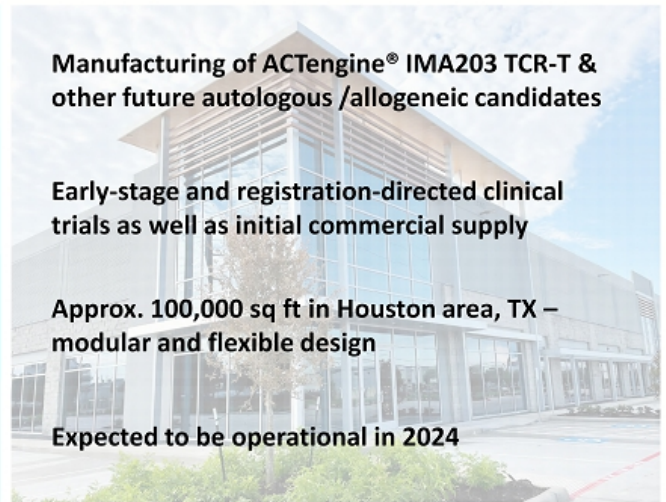 Manufacturing of ACTengine® IMA203 TCR-T &
other future autologous /allogeneic candidates
Early-stage and registration-directed clinical
trials as well as initial commercial supply
Approx. 100,000 sq ft in Houston area, TX –
modular and flexible design
Expected to be operational in 2024